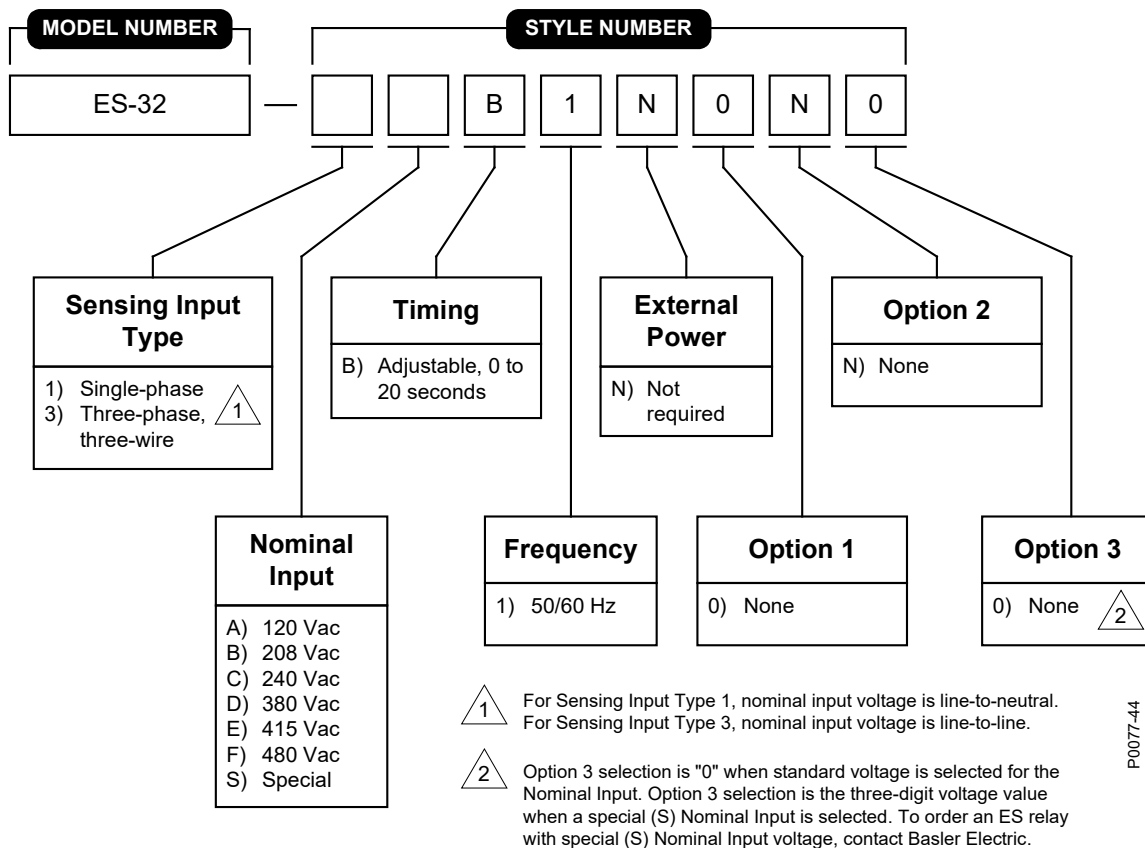 MODEL NUMBER
STYLE NUMBER
ES-32 — B 1 N 0 N 0
Sensing Input
Type
1) Single-phase
3) Three-phase,
three-wire
1
Timing
B) Adjustable, 0 to
20 seconds
External
Power
N) Not
required
Option 2
N) None
Nominal
Input
A) 120 Vac
B) 208 Vac
C) 240 Vac
D) 380 Vac
E) 415 Vac
F) 480 Vac
S) Special
Frequency
1) 50/60 Hz
Option 1
0) None
Option 3
0) None 2
1 For Sensing Input Type 1, nominal input voltage is line-to-neutral.
For Sensing Input Type 3, nominal input voltage is line-to-line.
2 Option 3 selection is "0" when standard voltage is selected for the
Nominal Input. Option 3 selection is the three-digit voltage value
when a special (S) Nominal Input is selected. To order an ES relay
with special (S) Nominal Input voltage, contact Basler Electric.
P0077-44